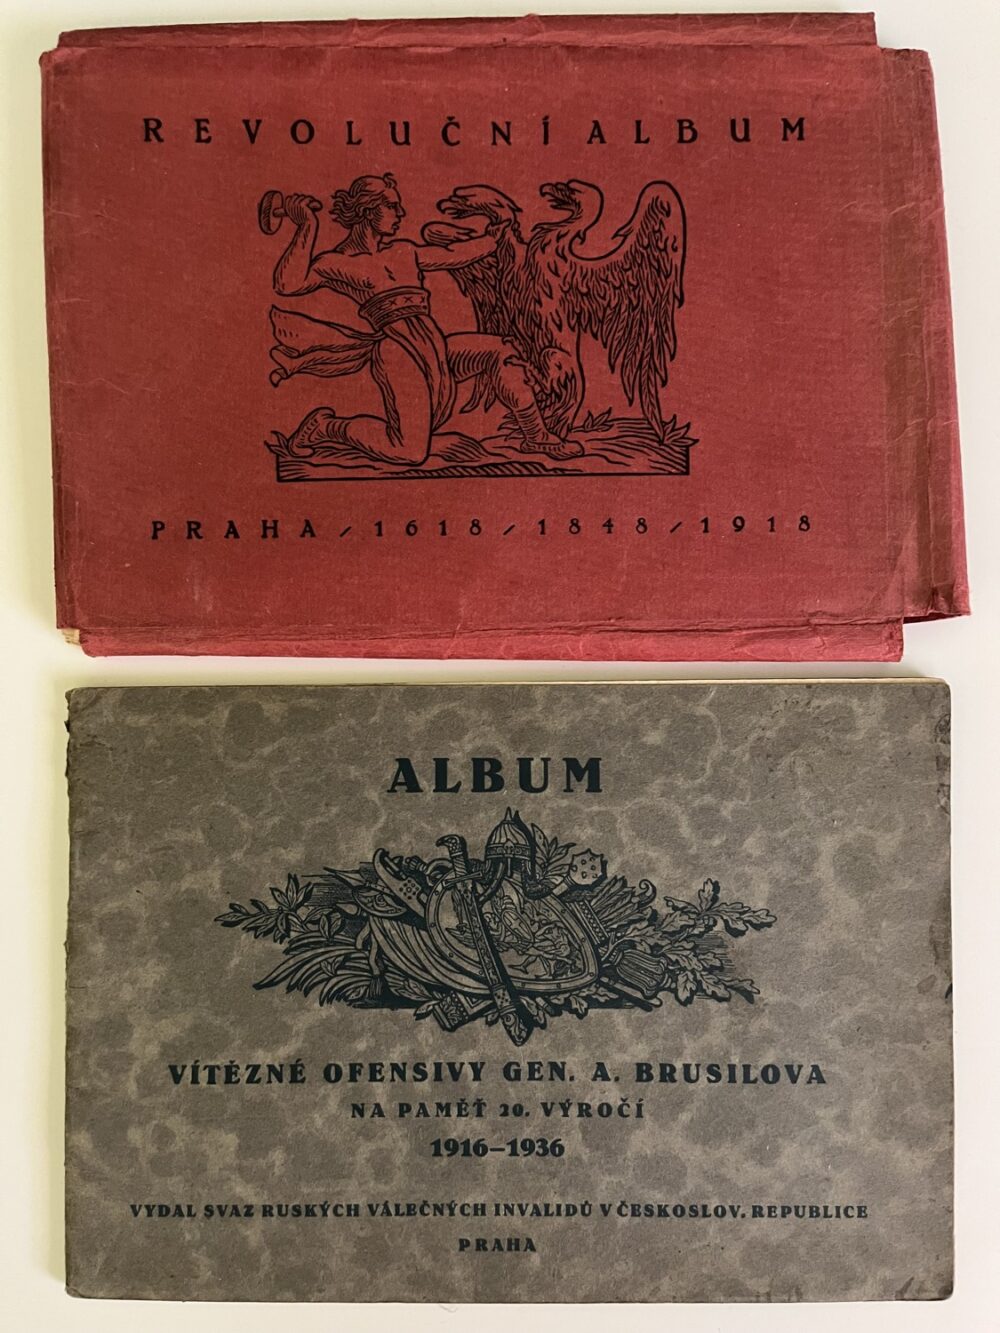 REVOLUČNÍ ALBUM
PRAHA / 1618 / 1848 / 1918
ALBUM
VÍTĚZNÉ OFENSIVY GEN. A. BRUSILOVA
NA PAMĚŤ 20. VÝROČÍ
1916–1936
VYDAL SVAZ RUSKÝCH VÁLEČNÝCH INVALIDŮ V ČESKOSLOV. REPUBLICE
PRAHA